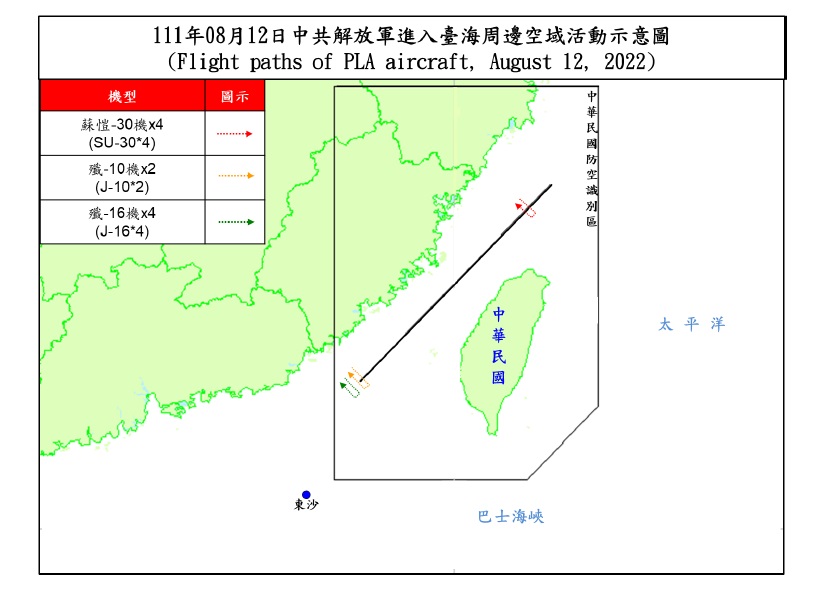 111年08月12日中共解放軍進入臺海周邊空域活動示意圖
(Flight paths of PLA aircraft, August 12, 2022)
機型 圖示
蘇愷-30機x4
(SU-30*4)
殲-10機x2
(J-10*2)
殲-16機x4
(J-16*4)
中華民國防空識別區
中華民國
太平洋
東沙
巴士海峽